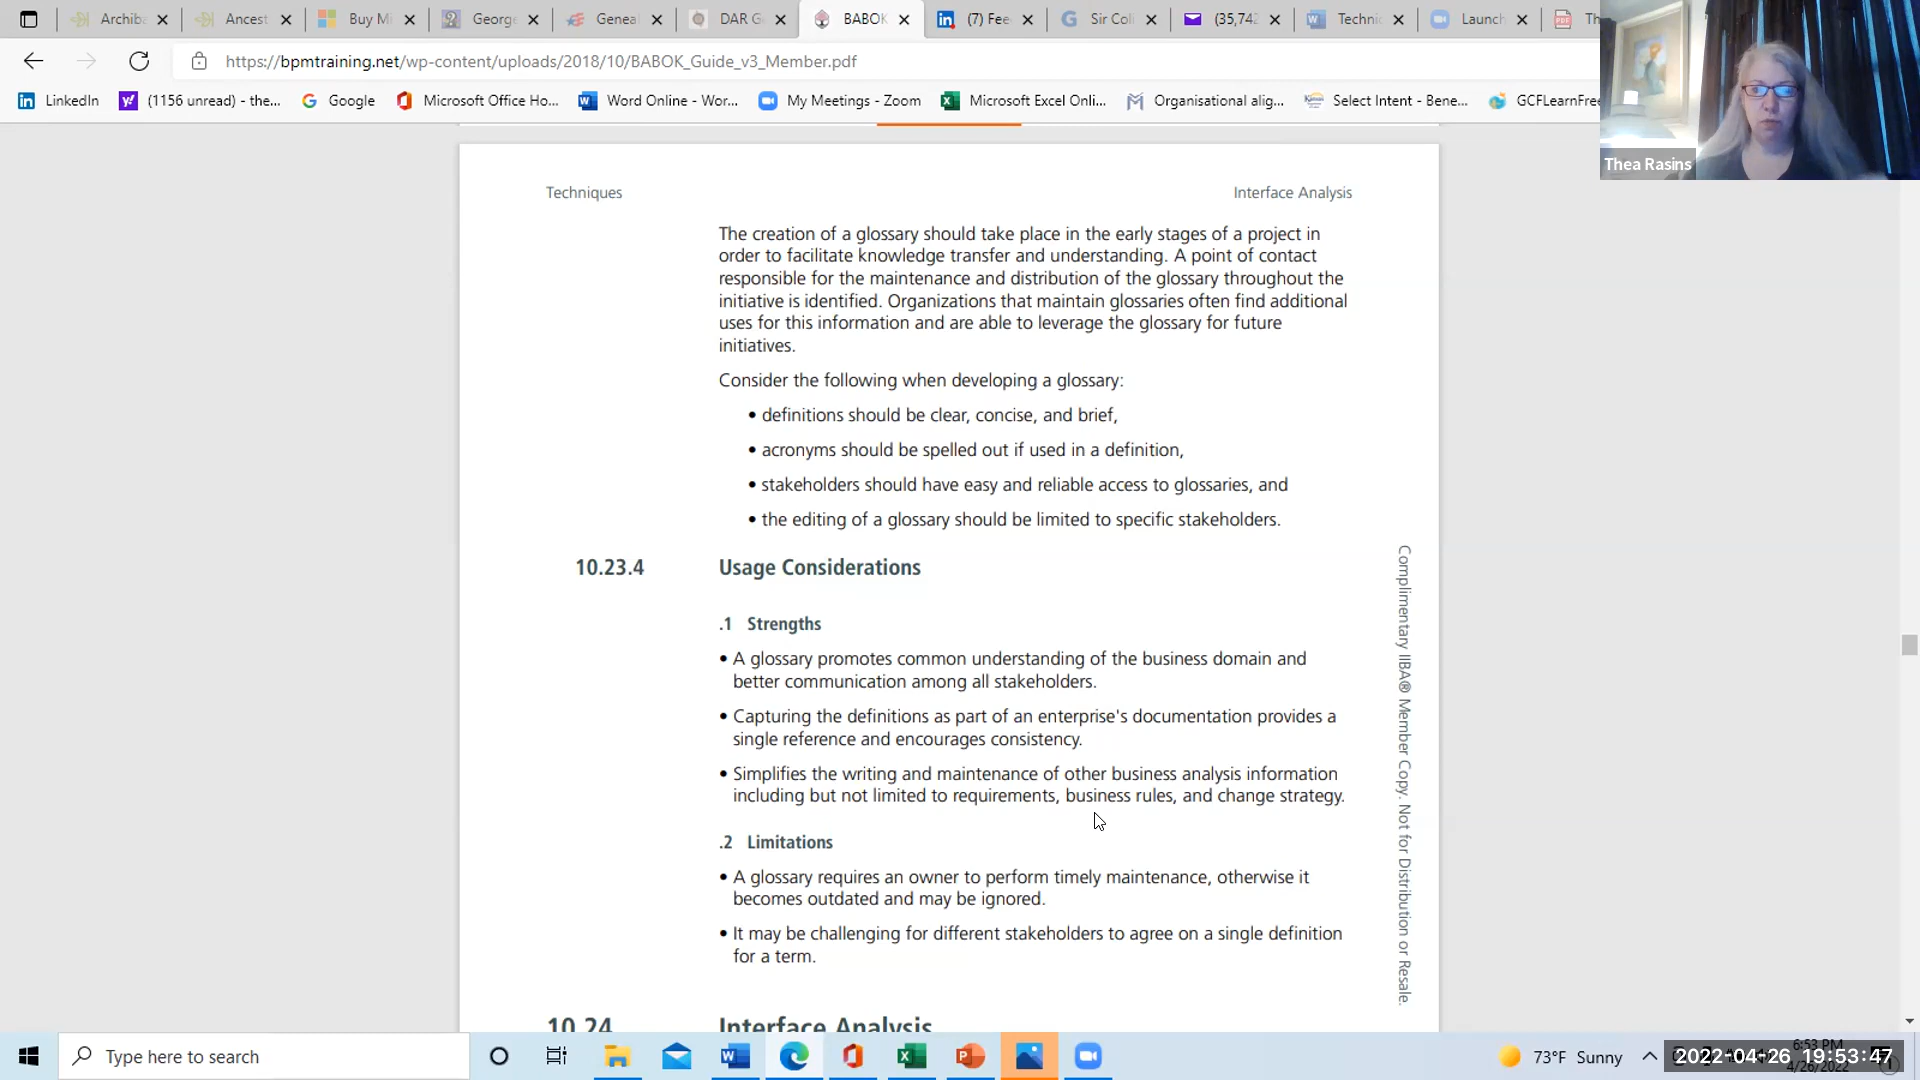 Archiba
Ancest
Buy Mi
George
Geneal
DAR G
BABOK
(7) Fee
Sir Coli
(35,742
Technic
Launch
Th
https://bpmtraining.net/wp-content/uploads/2018/10/BABOK_Guide_v3_Member.pdf
LinkedIn
(1156 unread) - the...
Google
Microsoft Office Ho...
Word Online - Wor...
My Meetings - Zoom
Microsoft Excel Onli...
Organisational alig...
Select Intent - Bene...
GCFLearnFree
Thea Rasins
Techniques
Interface Analysis
The creation of a glossary should take place in the early stages of a project in
order to facilitate knowledge transfer and understanding. A point of contact
responsible for the maintenance and distribution of the glossary throughout the
initiative is identified. Organizations that maintain glossaries often find additional
uses for this information and are able to leverage the glossary for future
initiatives.
Consider the following when developing a glossary:
• definitions should be clear, concise, and brief,
• acronyms should be spelled out if used in a definition,
• stakeholders should have easy and reliable access to glossaries, and
• the editing of a glossary should be limited to specific stakeholders.
10.23.4 Usage Considerations
.1 Strengths
• A glossary promotes common understanding of the business domain and
better communication among all stakeholders.
• Capturing the definitions as part of an enterprise's documentation provides a
single reference and encourages consistency.
• Simplifies the writing and maintenance of other business analysis information
including but not limited to requirements, business rules, and change strategy.
.2 Limitations
• A glossary requires an owner to perform timely maintenance, otherwise it
becomes outdated and may be ignored.
• It may be challenging for different stakeholders to agree on a single definition
for a term.
10.24 Interface Analysis
Complimentary IIBA® Member Copy. Not for Distribution or Resale.
Type here to search
73°F Sunny
6:53 PM
4/26/2022
2022-04-26 19:53:47